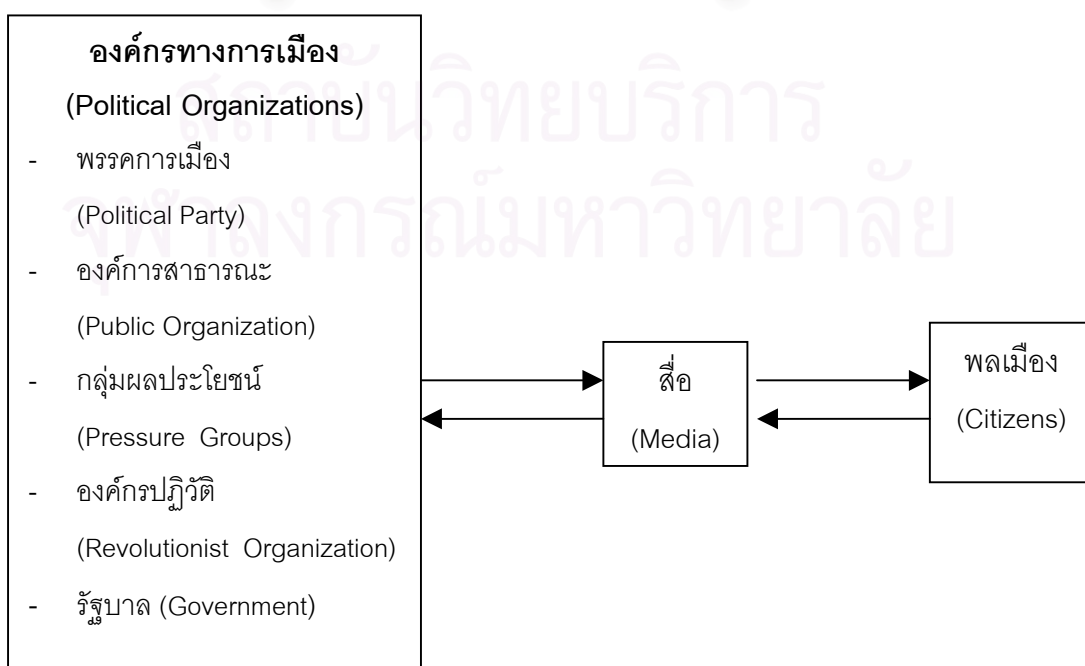 องค์กรทางการเมือง
(Political Organizations)
- พรรคการเมือง
(Political Party)
- องค์การสาธารณะ
(Public Organization)
- กลุ่มผลประโยชน์
(Pressure Groups)
- องค์กรปฏิวัติ
(Revolutionist Organization)
- รัฐบาล (Government)
สื่อ
(Media)
พลเมือง
(Citizens)
สถาบันวิทยบริการ
จุฬาลงกรณ์มหาวิทยาลัย